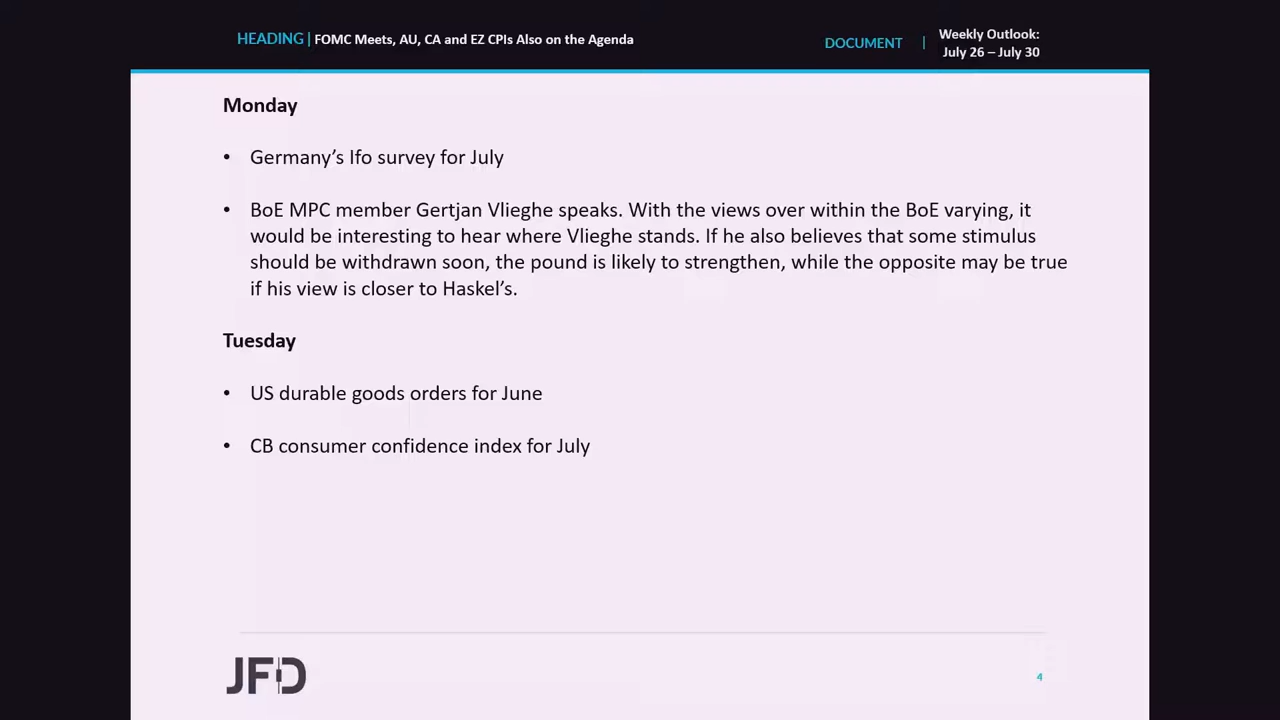 HEADING | FOMC Meets, AU, CA and EZ CPIs Also on the Agenda
DOCUMENT | Weekly Outlook:
July 26 – July 30
Monday
• Germany’s Ifo survey for July
• BoE MPC member Gertjan Vlieghe speaks. With the views over within the BoE varying, it
would be interesting to hear where Vlieghe stands. If he also believes that some stimulus
should be withdrawn soon, the pound is likely to strengthen, while the opposite may be true
if his view is closer to Haskel’s.
Tuesday
• US durable goods orders for June
• CB consumer confidence index for July
JFD
4